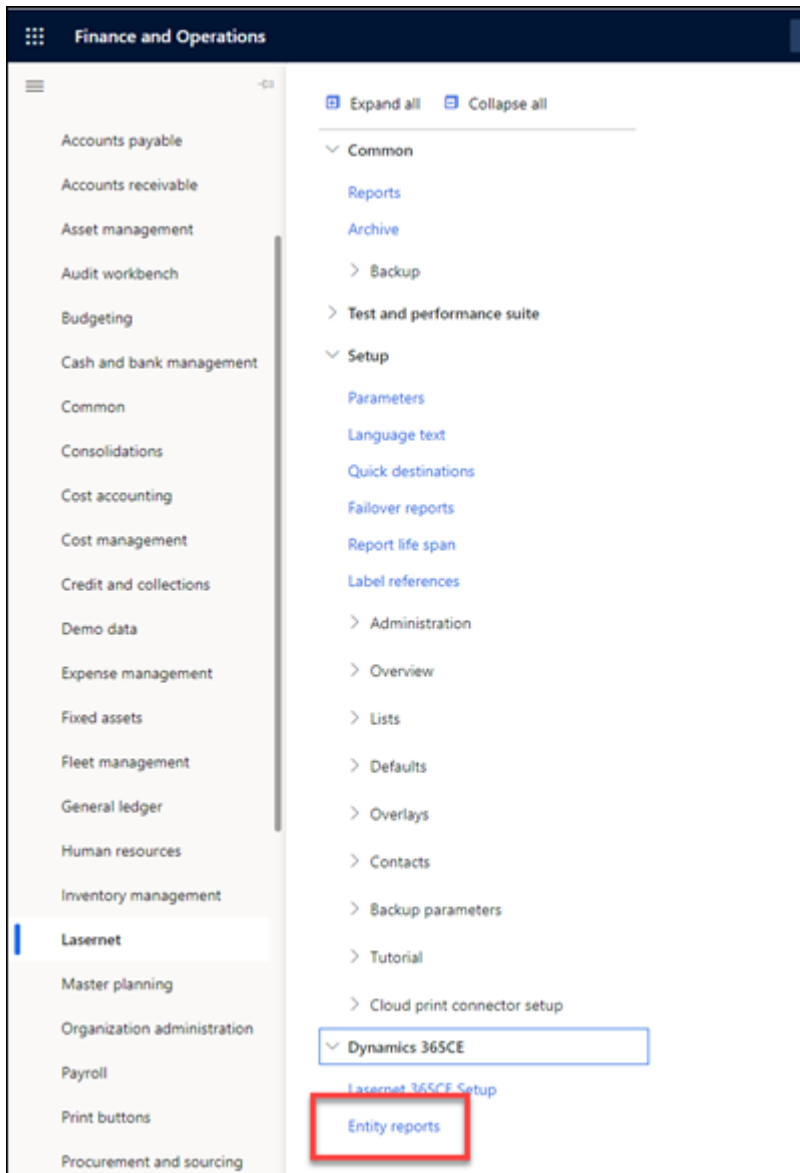 Finance and Operations
Accounts payable
Accounts receivable
Asset management
Audit workbench
Budgeting
Cash and bank management
Common
Consolidations
Cost accounting
Cost management
Credit and collections
Demo data
Expense management
Fixed assets
Fleet management
General ledger
Human resources
Inventory management
Lasernet
Master planning
Organization administration
Payroll
Print buttons
Procurement and sourcing
Expand all Collapse all
Common
Reports
Archive
Backup
Test and performance suite
Setup
Parameters
Language text
Quick destinations
Failover reports
Report life span
Label references
Administration
Overview
Lists
Defaults
Overlays
Contacts
Backup parameters
Tutorial
Cloud print connector setup
Dynamics 365CE
Lasernet 365CE Setup
Entity reports